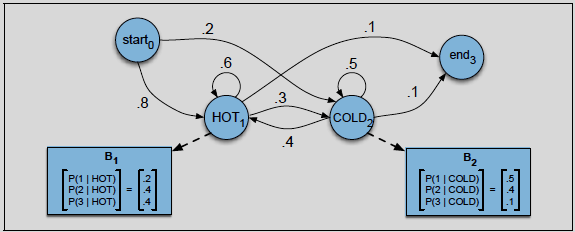 start0
.2
.1
end3
.6
.5
.8
.3
.1
HOT1
COLD2
.4
B1
P(1 | HOT) .2
P(2 | HOT) = .4
P(3 | HOT) .4
B2
P(1 | COLD) .5
P(2 | COLD) = .4
P(3 | COLD) .1